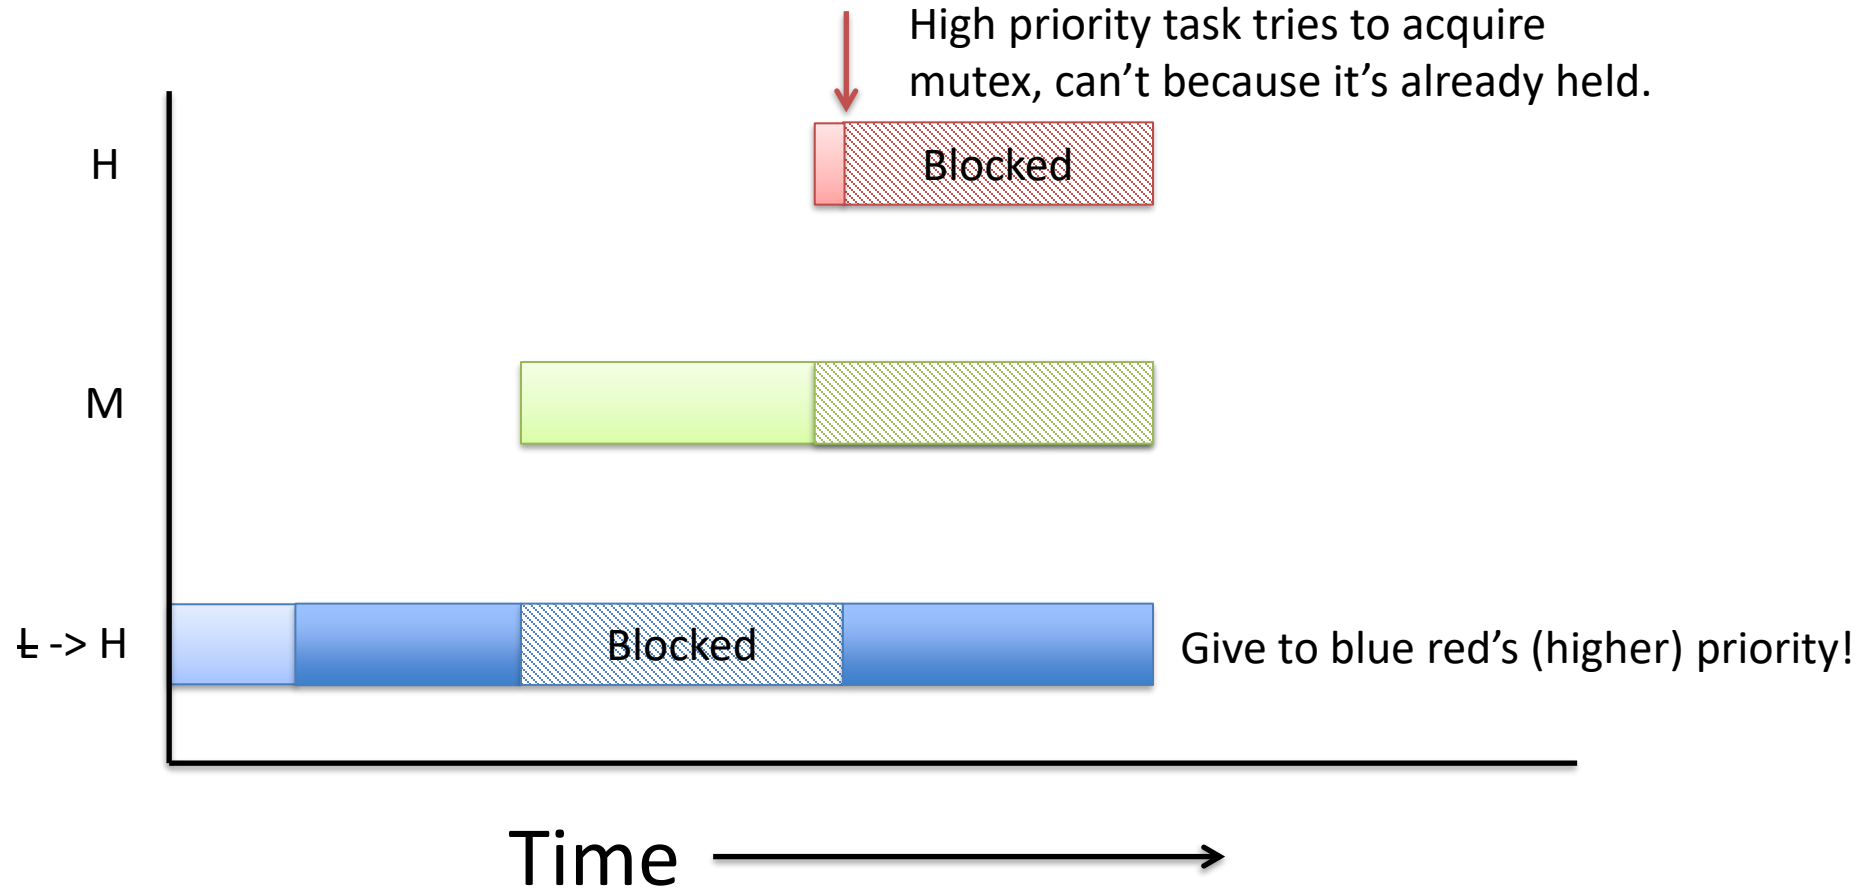 High priority task tries to acquire
mutex, can't because it's already held.
H
Blocked
M
L -> H
Blocked
Give to blue red's (higher) priority!
Time